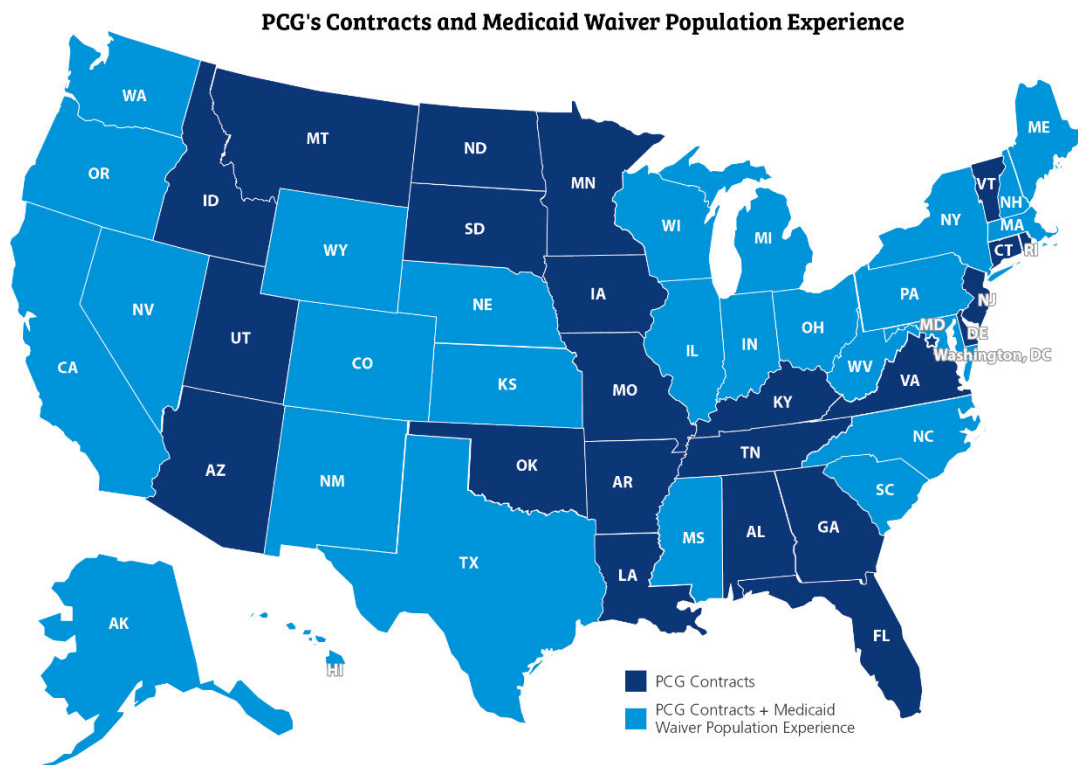 PCG's Contracts and Medicaid Waiver Population Experience
WA
MT
ND
MN
ME
OR
ID
SD
WI
MI
VT
NH
NY
MA
CT
RI
WY
IA
NE
PA
NJ
NV
UT
CO
IL
IN
OH
MD
DE
Washington, DC
CA
KS
MO
WV
VA
KY
AZ
NM
OK
AR
TN
NC
SC
TX
MS
AL
GA
LA
AK
HI
FL
PCG Contracts
PCG Contracts + Medicaid
Waiver Population Experience